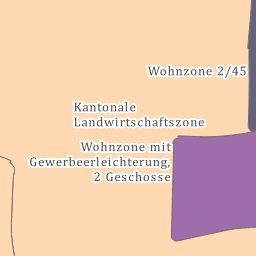 Wohnzone 2/45
Kantonale
Landwirtschaftszone
Wohnzone mit
Gewerbeerleichterung,
2 Geschosse